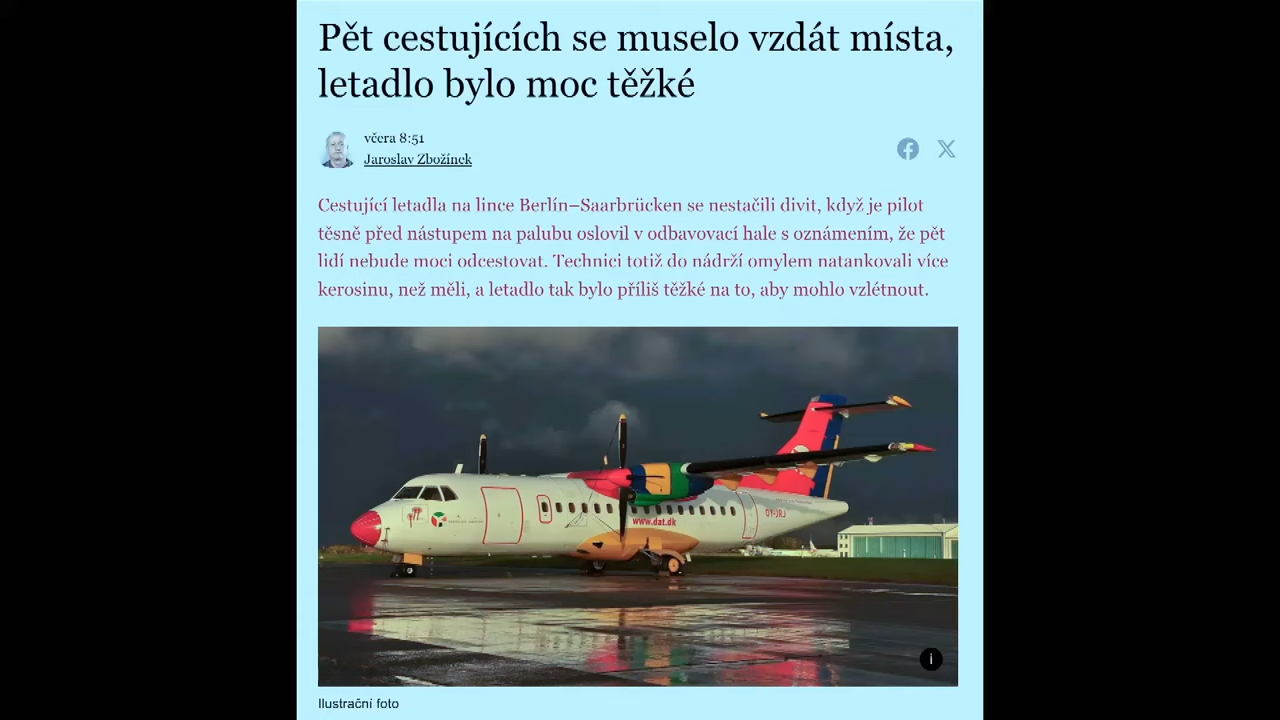 Pět cestujících se muselo vzdát místa,
letadlo bylo moc těžké
včera 8:51
Jaroslav Zbožínek
Cestující letadla na lince Berlín–Saarbrücken se nestačili divit, když je pilot
těsně před nástupem na palubu oslovil v odbavovací hale s oznámením, že pět
lidí nebude moci odcestovat. Technici totiž do nádrží omylem natankovali více
kerosinu, než měli, a letadlo tak bylo příliš těžké na to, aby mohlo vzlétnout.
www.dat.dk
OY-JRJ
i
Ilustrační foto